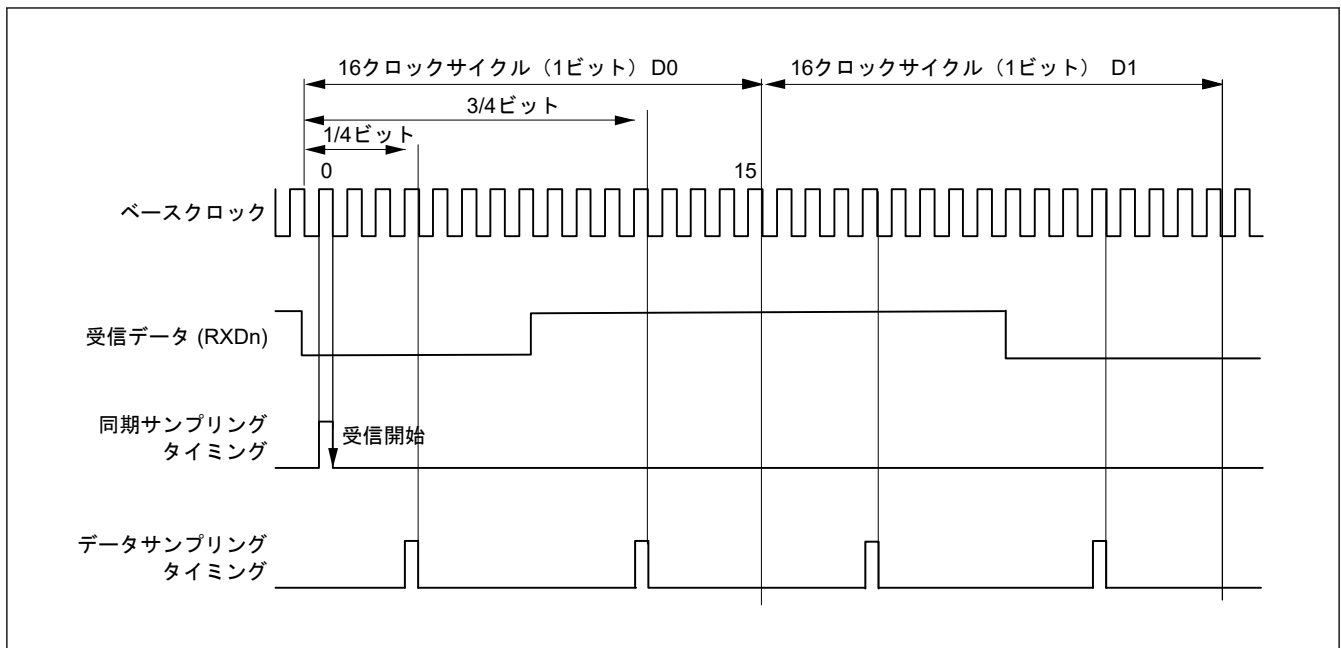 16クロックサイクル（1ビット）D0
16クロックサイクル（1ビット） D1
3/4ビット
1/4ビット
0
15
ベースクロック
受信データ (RXDn)
同期サンプリング
タイミング
受信開始
データサンプリング
タイミング